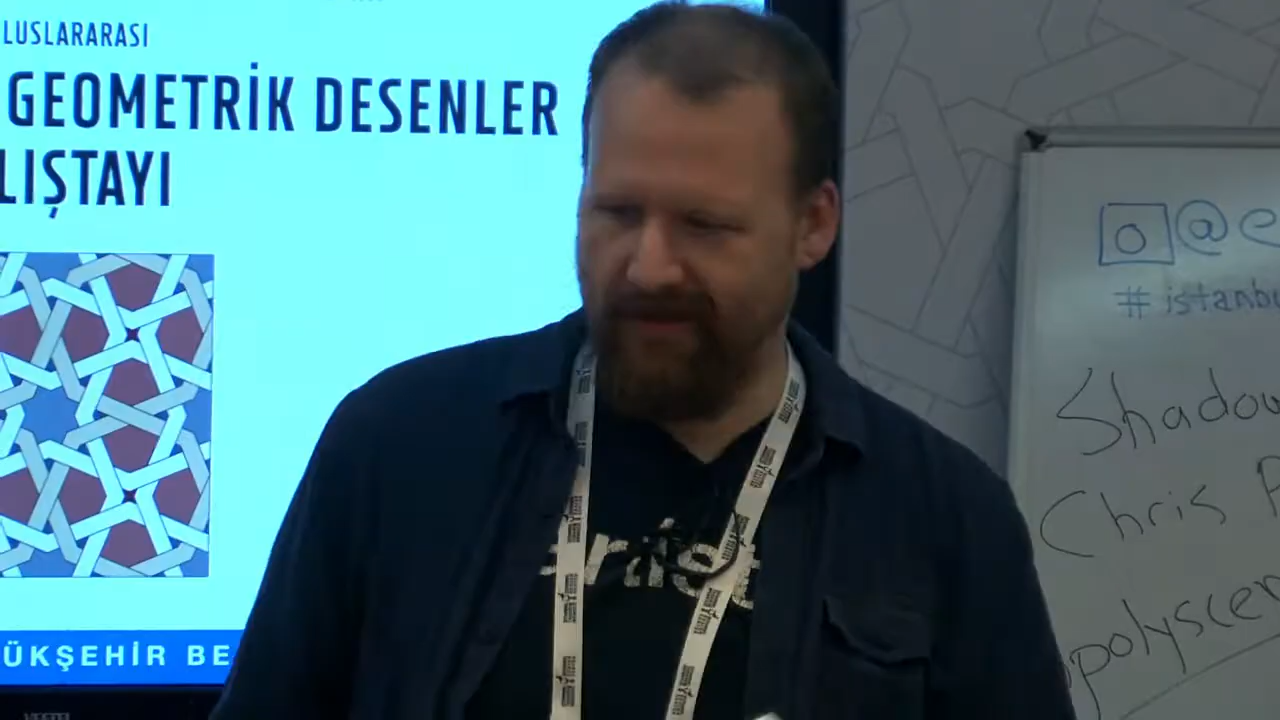 LUSLARARASI
GEOMETRİK DESENLER
LIŞTAYI
ÜKŞEHİR BE
@e
#istanbu
Shadow
Chris
polyscen